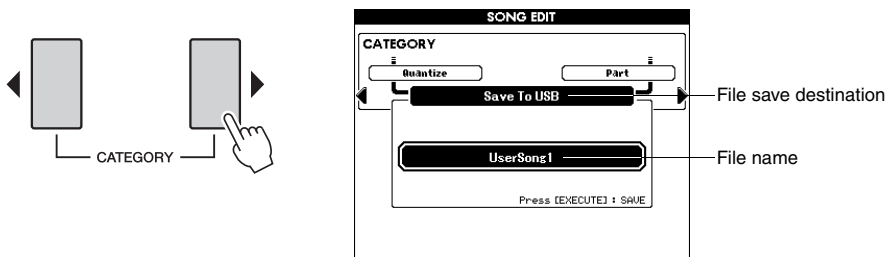 CATEGORY
SONG EDIT
CATEGORY
Quantize
Part
Save To USB
File save destination
UserSong1
File name
Press [EXECUTE] : SAVE